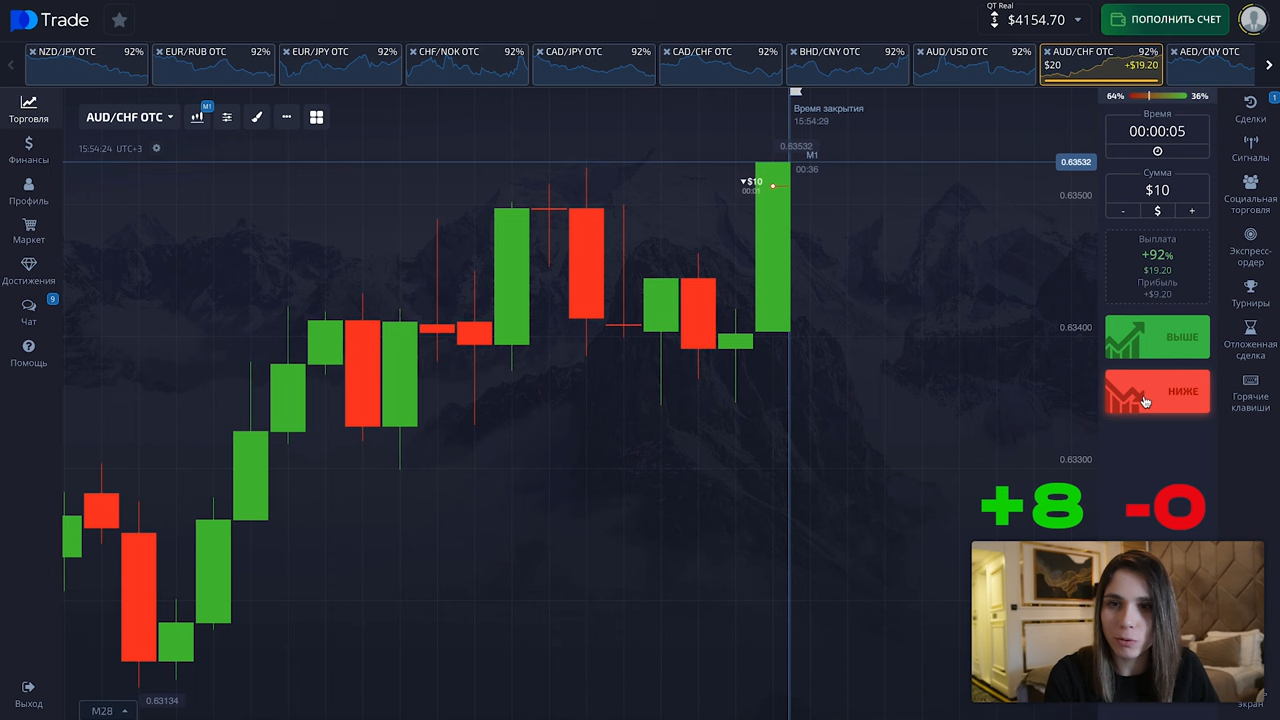 Trade
QT Real
$4154.70
ПОПОЛНИТЬ СЧЕТ
NZD/JPY OTC 92%
EUR/RUB OTC 92%
EUR/JPY OTC 92%
CHF/NOK OTC 92%
CAD/JPY OTC 92%
CAD/CHF OTC 92%
BHD/CNY OTC 92%
AUD/USD OTC 92%
AUD/CHF OTC 92%
$20 +$19.20
AED/CNY OTC
Торговля
Финансы
Профиль
Маркет
Достижения
9
Чат
Помощь
Выход
AUD/CHF OTC
M1
15:54:24 UTC+3
Время закрытия
15:54:29
0.63532
M1
00:36
$10
00:01
0.63532
0.63500
0.63400
0.63300
0.63134
M28
64% 36%
Время
00:00:05
Сумма
$10
- $ +
Выплата
+92%
$19.20
Прибыль
+$9.20
ВЫШЕ
НИЖЕ
+8 -0
1
Сделки
Сигналы
Социальная
торговля
Экспресс-
ордер
Турниры
Отложенная
сделка
Горячие
клавиши
экран